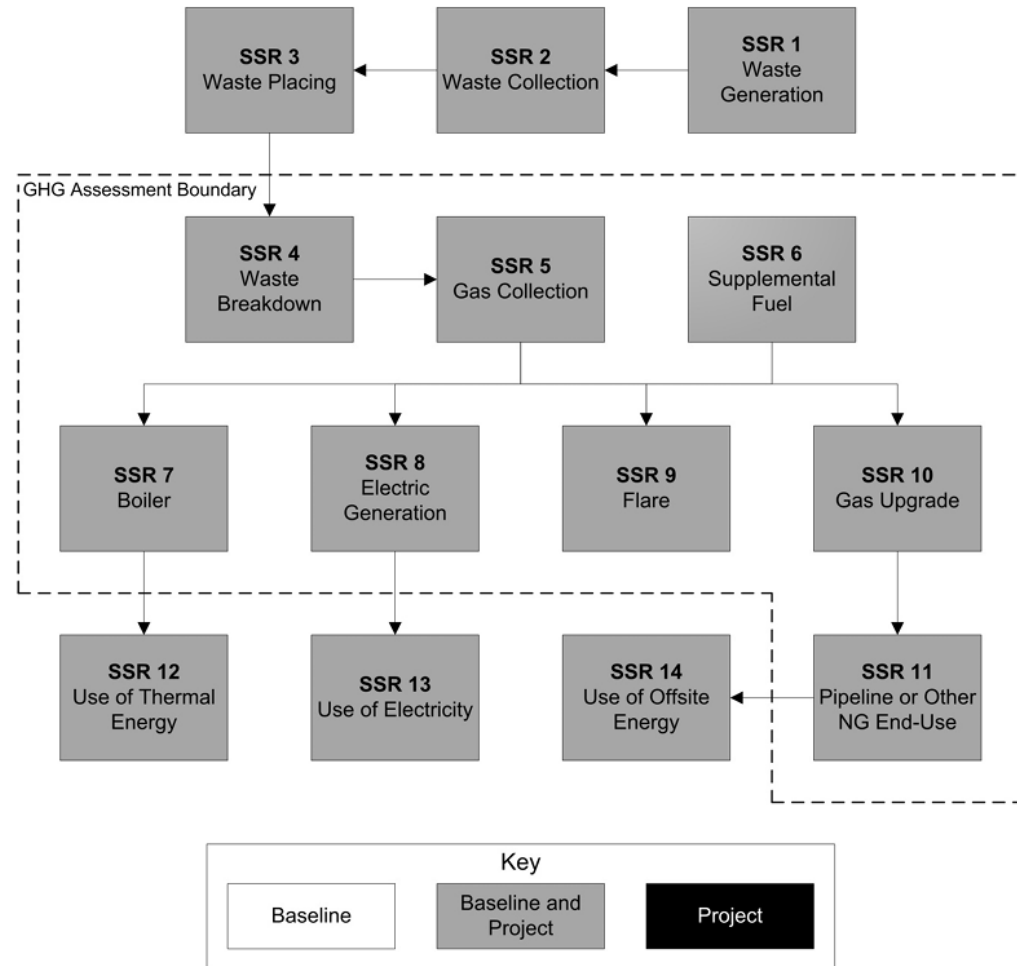 SSR 3
Waste Placing
SSR 2
Waste Collection
SSR 1
Waste
Generation
GHG Assessment Boundary
SSR 4
Waste
Breakdown
SSR 5
Gas Collection
SSR 6
Supplemental
Fuel
SSR 7
Boiler
SSR 8
Electric
Generation
SSR 9
Flare
SSR 10
Gas Upgrade
SSR 12
Use of Thermal
Energy
SSR 13
Use of Electricity
SSR 14
Use of Offsite
Energy
SSR 11
Pipeline or Other
NG End-Use
Key
Baseline
Baseline and
Project
Project